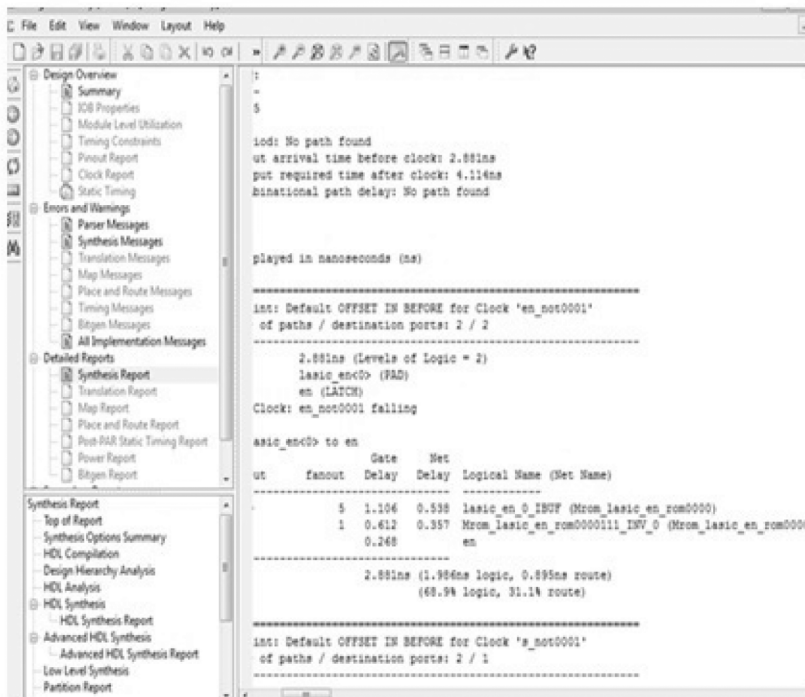 File Edit View Window Layout Help
Design Overview
Summary
IOB Properties
Module Level Utilization
Timing Constraints
Pinout Report
Clock Report
Static Timing
Errors and Warnings
Parser Messages
Synthesis Messages
Translation Messages
Map Messages
Place and Route Messages
Timing Messages
Bitgen Messages
All Implementation Messages
Detailed Reports
Synthesis Report
Translation Report
Map Report
Place and Route Report
Post-PAR Static Timing Report
Power Report
Bitgen Report
Synthesis Report
Top of Report
Synthesis Options Summary
HDL Compilation
Design Hierarchy Analysis
HDL Analysis
HDL Synthesis
HDL Synthesis Report
Advanced HDL Synthesis
Advanced HDL Synthesis Report
Low Level Synthesis
Partition Report
:
-
5
iod: No path found
ut arrival time before clock: 2.881ns
put required time after clock: 4.114ns
binational path delay: No path found
played in nanoseconds (ns)
int: Default OFFSET IN BEFORE for Clock 'en_not0001'
of paths / destination ports: 2 / 2
2.881ns (Levels of Logic = 2)
lasic_en<0> (PAD)
en (LATCH)
Clock: en_not0001 falling
asic_en<0> to en
Gate Net
ut fanout Delay Delay Logical Name (Net Name)
5 1.106 0.538 lasic_en_0_IBUF (Mrom_lasic_en_rom0000)
1 0.612 0.357 Mrom_lasic_en_rom0000111_INV_0 (Mrom_lasic_en_rom000
0.268 en
2.881ns (1.986ns logic, 0.895ns route)
(68.9% logic, 31.1% route)
int: Default OFFSET IN BEFORE for Clock 's_not0001'
of paths / destination ports: 2 / 1